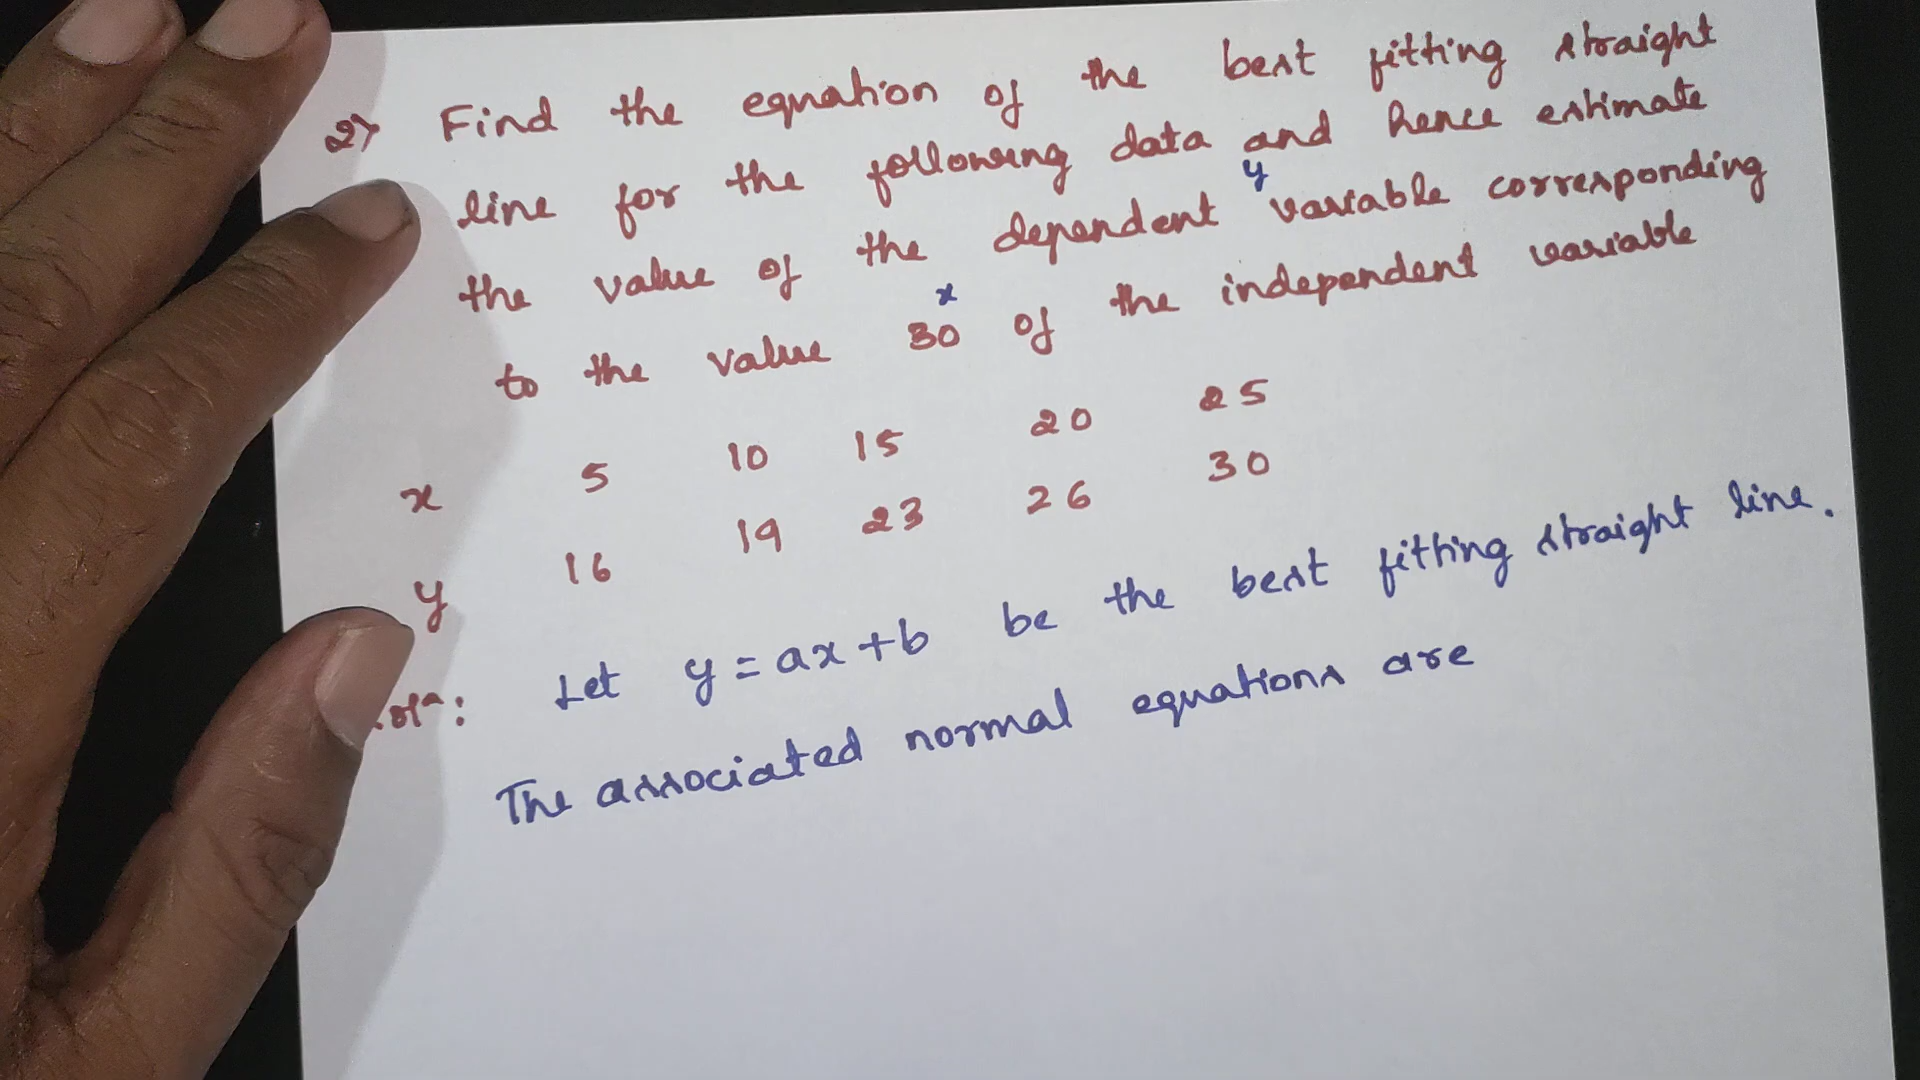 2) Find the equation of the best fitting straight
line for the following data and hence estimate
the value of the dependent y variable corresponding
to the value x 30 of the independent variable
x 5 10 15 20 25
y 16 19 23 26 30
Let y = ax + b be the best fitting straight line.
The associated normal equations are